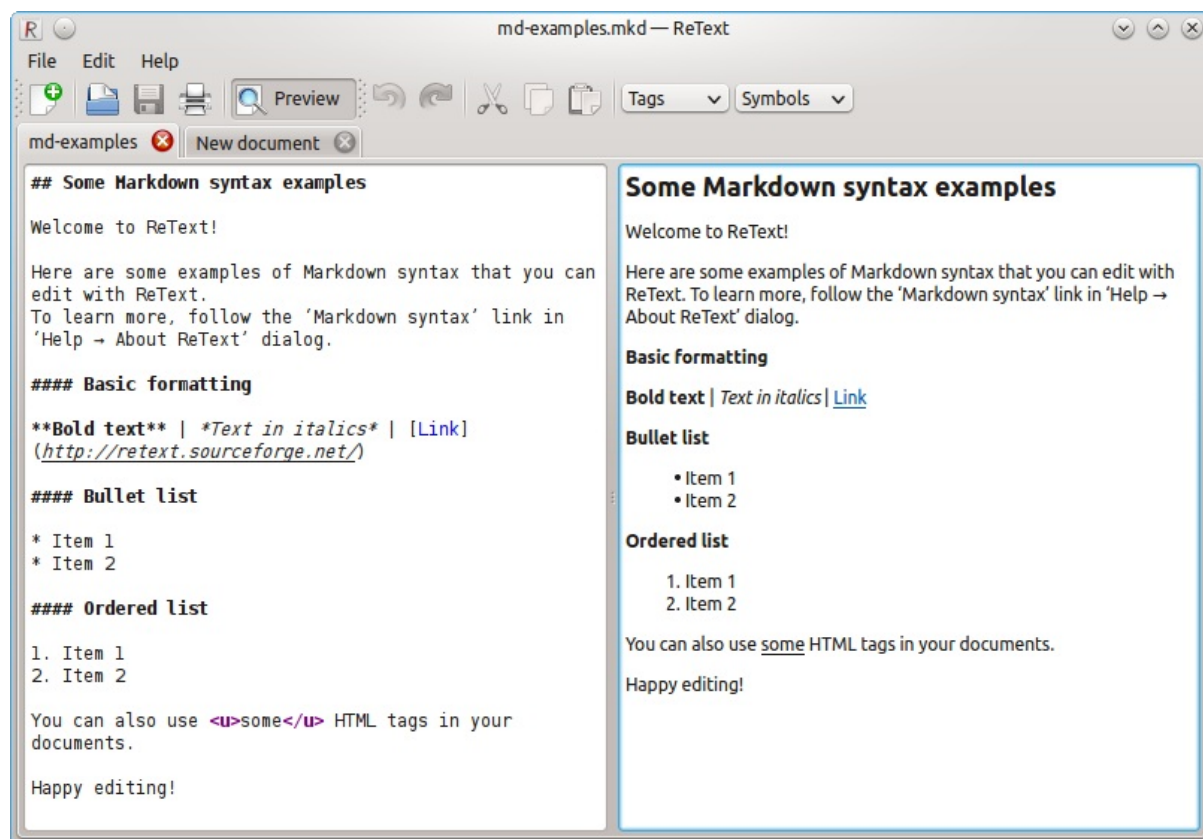 md-examples.mkd — ReText
File Edit Help
Preview Tags Symbols
md-examples New document
## Some Markdown syntax examples
Welcome to ReText!
Here are some examples of Markdown syntax that you can
edit with ReText.
To learn more, follow the ‘Markdown syntax’ link in
‘Help → About ReText’ dialog.
#### Basic formatting
**Bold text** | *Text in italics* | [Link]
(http://retext.sourceforge.net/)
#### Bullet list
* Item 1
* Item 2
#### Ordered list
1. Item 1
2. Item 2
You can also use <u>some</u> HTML tags in your
documents.
Happy editing!
Some Markdown syntax examples
Welcome to ReText!
Here are some examples of Markdown syntax that you can edit with
ReText. To learn more, follow the ‘Markdown syntax’ link in ‘Help →
About ReText’ dialog.
Basic formatting
Bold text | Text in italics | Link
Bullet list
• Item 1
• Item 2
Ordered list
1. Item 1
2. Item 2
You can also use some HTML tags in your documents.
Happy editing!